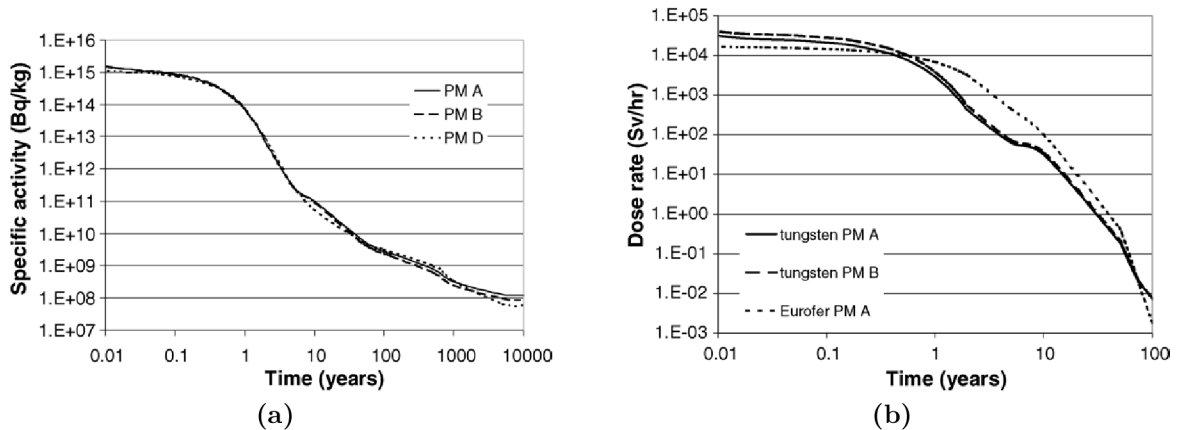 1.E+16
1.E+15
1.E+14
1.E+13
1.E+12
1.E+11
1.E+10
1.E+09
1.E+08
1.E+07
Specific activity (Bq/kg)
PM A
PM B
PM D
0.01 0.1 1 10 100 1000 10000
Time (years)
(a)
1.E+05
1.E+04
1.E+03
1.E+02
1.E+01
1.E+00
1.E-01
1.E-02
1.E-03
Dose rate (Sv/hr)
tungsten PM A
tungsten PM B
Eurofer PM A
0.01 0.1 1 10 100
Time (years)
(b)